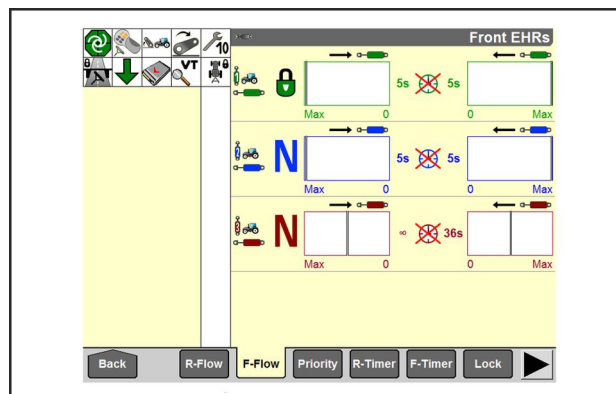 Front EHRs
10
VT
5s 5s
Max 0 0 Max
N 5s 5s
Max 0 0 Max
N ∞ 36s
Max 0 0 Max
Back R-Flow F-Flow Priority R-Timer F-Timer Lock